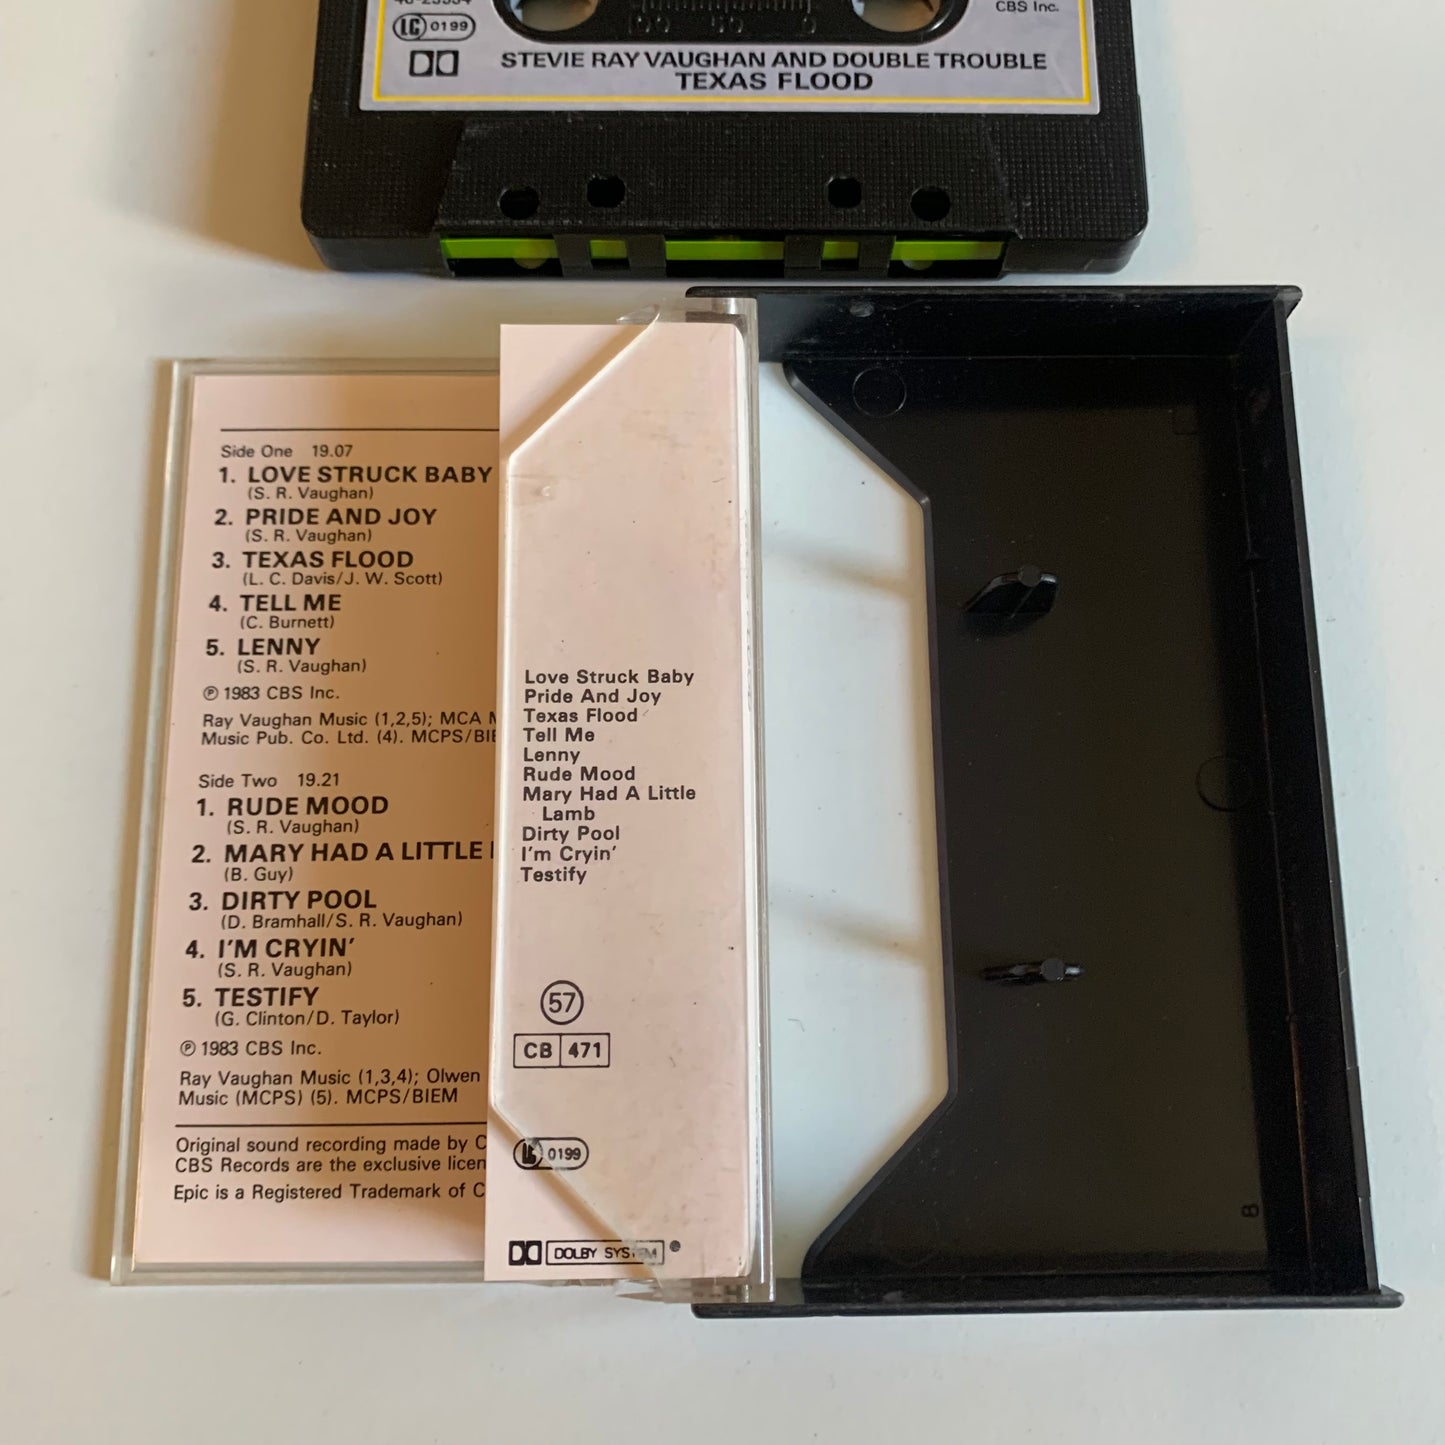 CBS Inc.
LC 0199
100 50 0
STEVIE RAY VAUGHAN AND DOUBLE TROUBLE
TEXAS FLOOD
Side One 19.07
1. LOVE STRUCK BABY
(S. R. Vaughan)
2. PRIDE AND JOY
(S. R. Vaughan)
3. TEXAS FLOOD
(L. C. Davis/J. W. Scott)
4. TELL ME
(C. Burnett)
5. LENNY
(S. R. Vaughan)
℗ 1983 CBS Inc.
Ray Vaughan Music (1,2,5); MCA
Music Pub. Co. Ltd. (4). MCPS/BIE
Side Two 19.21
1. RUDE MOOD
(S. R. Vaughan)
2. MARY HAD A LITTLE
(B. Guy)
3. DIRTY POOL
(D. Bramhall/S. R. Vaughan)
4. I'M CRYIN'
(S. R. Vaughan)
5. TESTIFY
(G. Clinton/D. Taylor)
℗ 1983 CBS Inc.
Ray Vaughan Music (1,3,4); Olwen
Music (MCPS) (5). MCPS/BIEM
Original sound recording made by C
CBS Records are the exclusive licen
Epic is a Registered Trademark of C
Love Struck Baby
Pride And Joy
Texas Flood
Tell Me
Lenny
Rude Mood
Mary Had A Little
Lamb
Dirty Pool
I'm Cryin'
Testify
57
CB 471
LC 0199
DOLBY SYSTEM ®
8